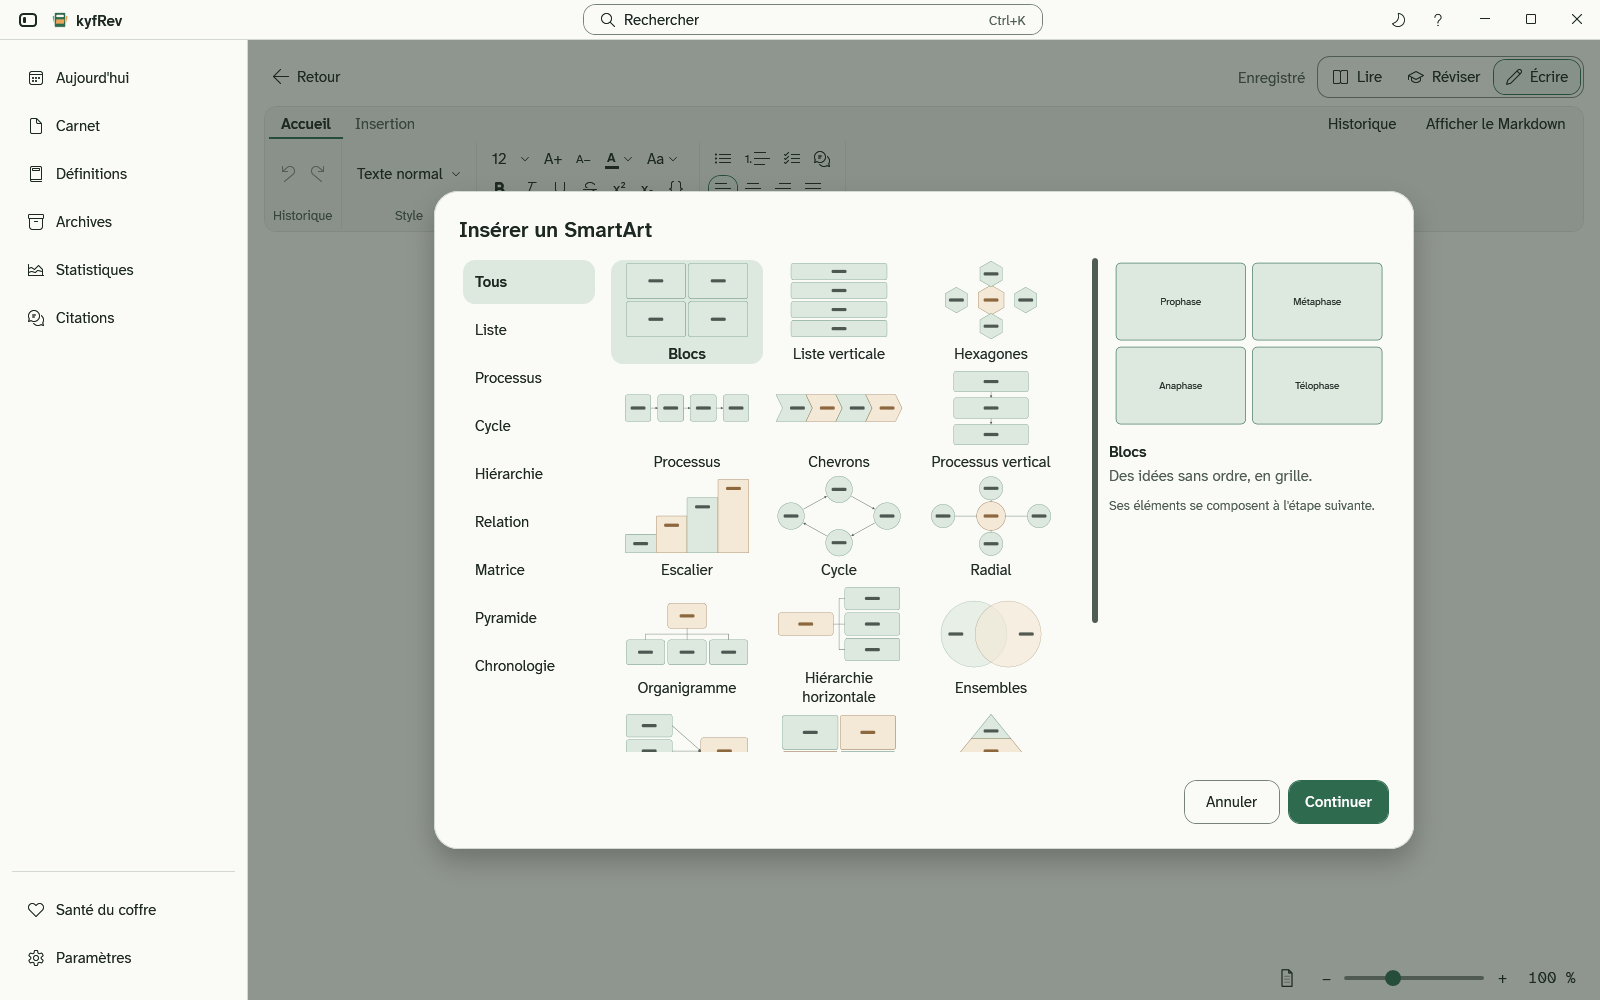 kyfRev
Rechercher
Ctrl+K
?
Aujourd'hui
Carnet
Définitions
Archives
Statistiques
Citations
Santé du coffre
Paramètres
Retour
Enregistré
Lire
Réviser
Écrire
Accueil
Insertion
Historique
Afficher le Markdown
Texte normal
12
A+
A−
A
Aa
Historique
Style
Insérer un SmartArt
Tous
Liste
Processus
Cycle
Hiérarchie
Relation
Matrice
Pyramide
Chronologie
Blocs
Liste verticale
Hexagones
Processus
Chevrons
Processus vertical
Escalier
Cycle
Radial
Organigramme
Hiérarchie
horizontale
Ensembles
Prophase
Métaphase
Anaphase
Télophase
Blocs
Des idées sans ordre, en grille.
Ses éléments se composent à l'étape suivante.
Annuler
Continuer
− + 100 %